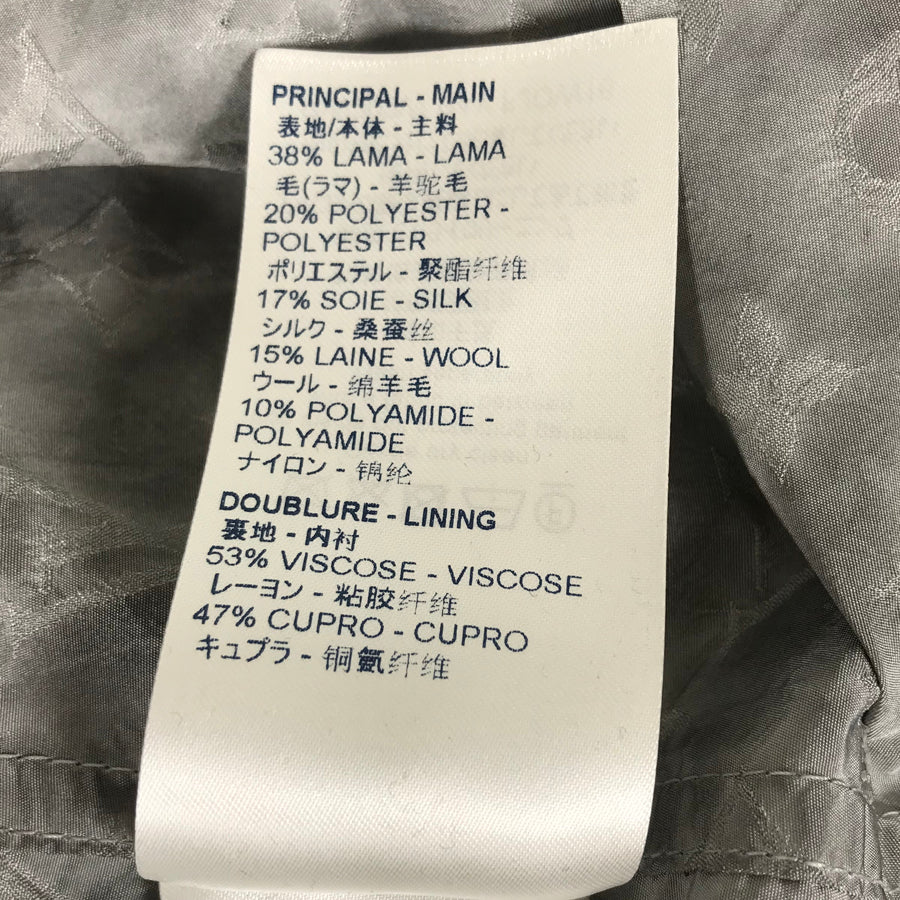 PRINCIPAL - MAIN
表地/本体 - 主料
38% LAMA - LAMA
毛(ラマ) - 羊驼毛
20% POLYESTER -
POLYESTER
ポリエステル - 聚酯纤维
17% SOIE - SILK
シルク - 桑蚕丝
15% LAINE - WOOL
ウール - 绵羊毛
10% POLYAMIDE -
POLYAMIDE
ナイロン - 锦纶
DOUBLURE - LINING
裏地 - 内衬
53% VISCOSE - VISCOSE
レーヨン - 粘胶纤维
47% CUPRO - CUPRO
キュプラ - 铜氨纤维